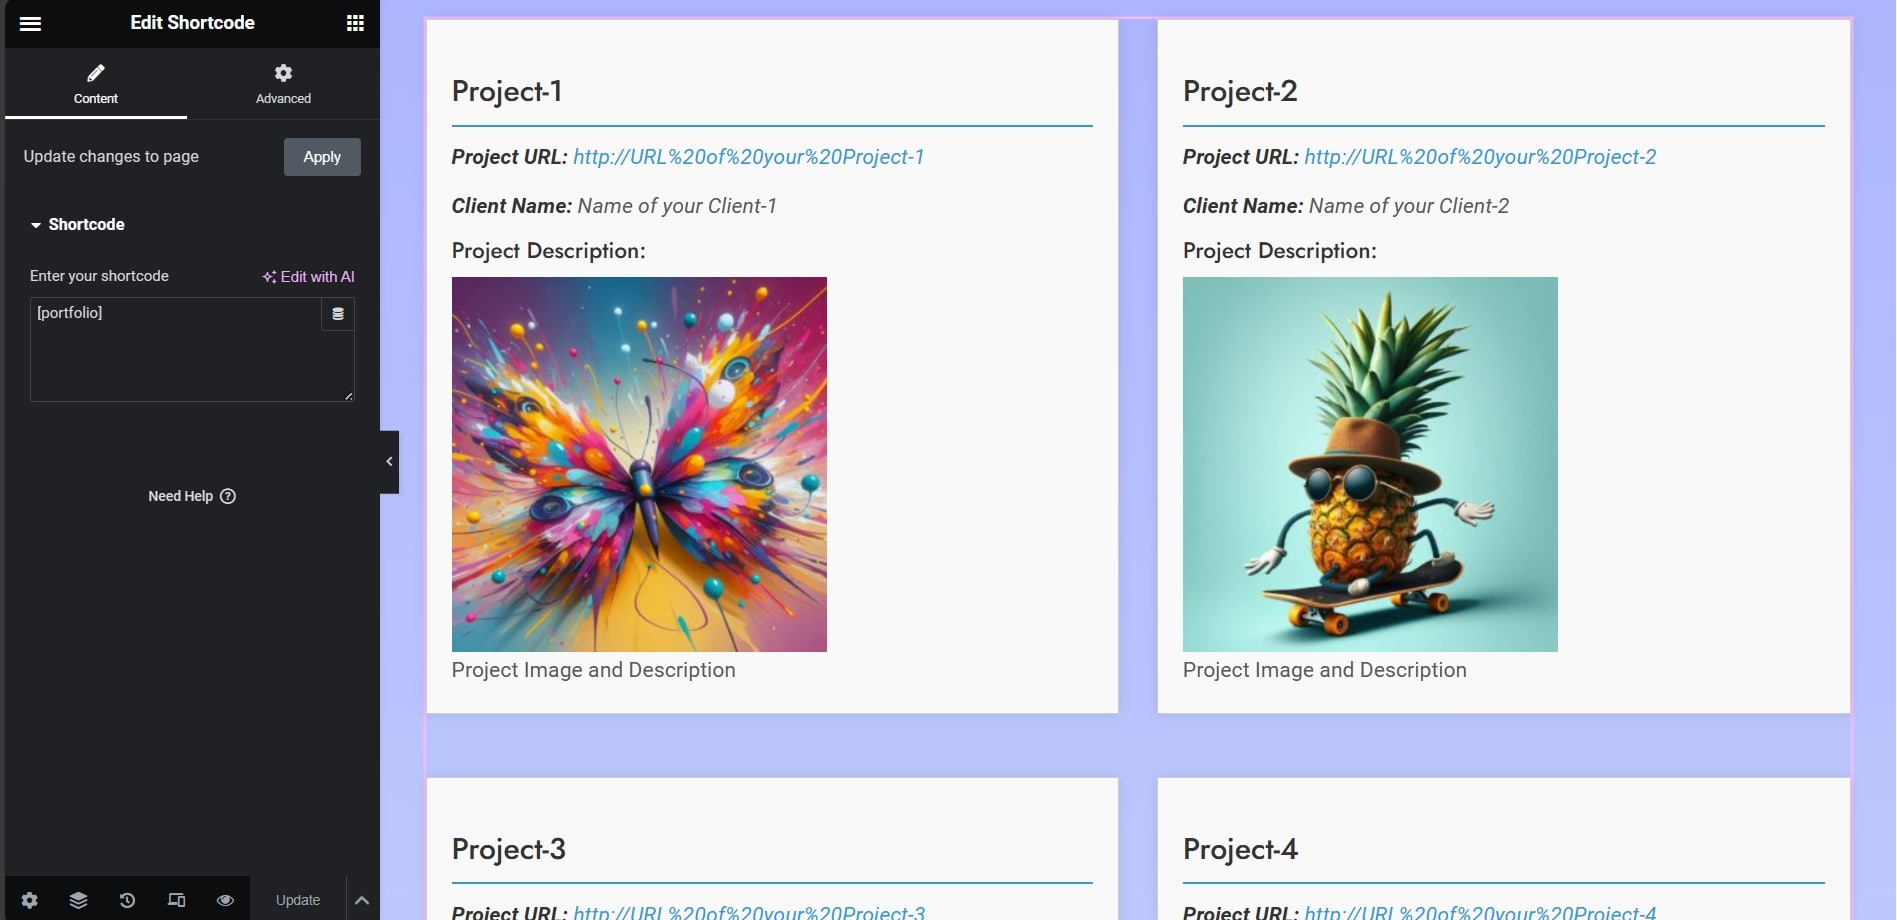 Edit Shortcode
Content
Advanced
Update changes to page
Apply
Shortcode
Enter your shortcode
Edit with AI
[portfolio]
Need Help ?
Update
Project-1
Project URL: http://URL%20of%20your%20Project-1
Client Name: Name of your Client-1
Project Description:
Project Image and Description
Project-2
Project URL: http://URL%20of%20your%20Project-2
Client Name: Name of your Client-2
Project Description:
Project Image and Description
Project-3
Project URL: http://URL%20of%20your%20Project-3
Project-4
Project URL: http://URL%20of%20your%20Project-4